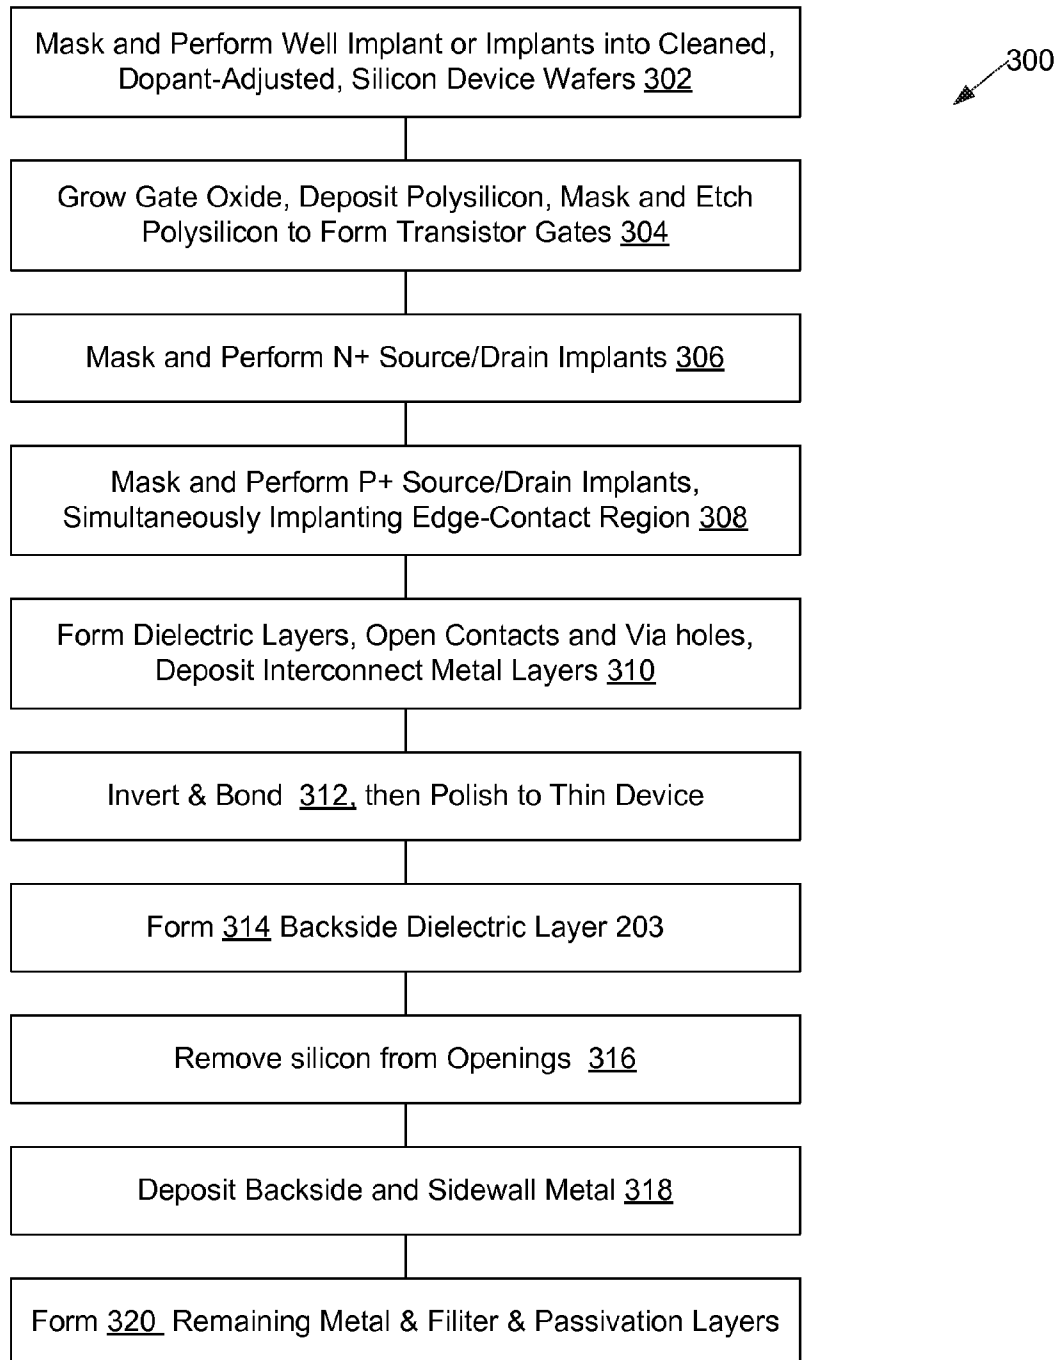 Mask and Perform Well Implant or Implants into Cleaned,
Dopant-Adjusted, Silicon Device Wafers 302
300
Grow Gate Oxide, Deposit Polysilicon, Mask and Etch
Polysilicon to Form Transistor Gates 304
Mask and Perform N+ Source/Drain Implants 306
Mask and Perform P+ Source/Drain Implants,
Simultaneously Implanting Edge-Contact Region 308
Form Dielectric Layers, Open Contacts and Via holes,
Deposit Interconnect Metal Layers 310
Invert & Bond 312, then Polish to Thin Device
Form 314 Backside Dielectric Layer 203
Remove silicon from Openings 316
Deposit Backside and Sidewall Metal 318
Form 320 Remaining Metal & Filiter & Passivation Layers